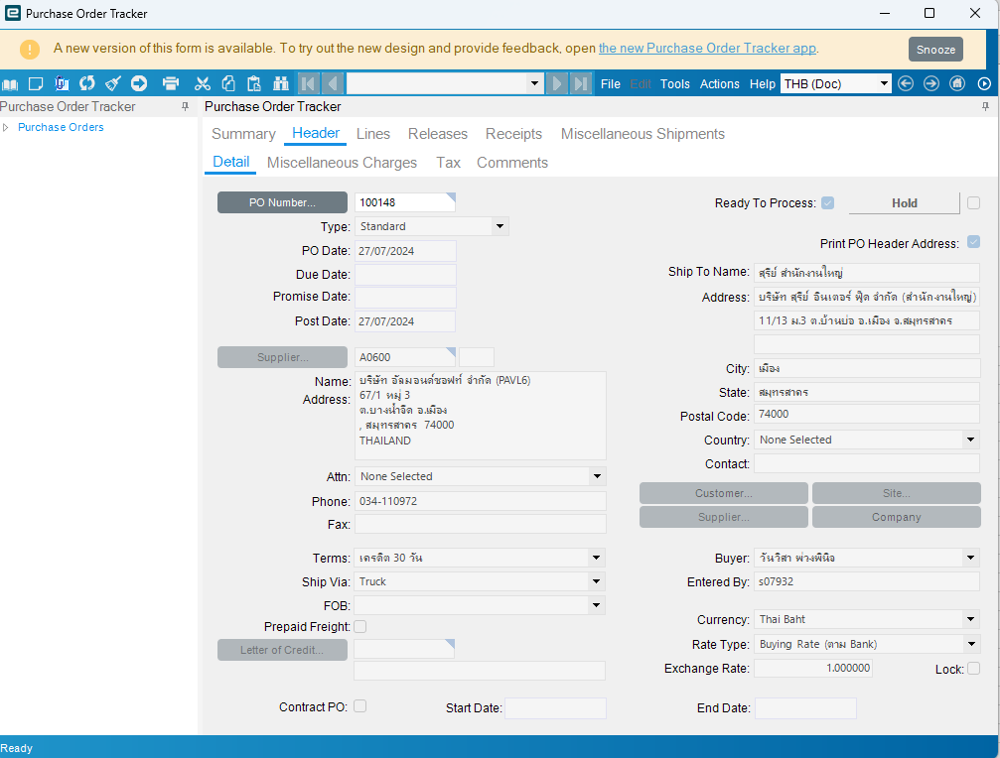 Purchase Order Tracker
A new version of this form is available. To try out the new design and provide feedback, open the new Purchase Order Tracker app.
Snooze
File Edit Tools Actions Help THB (Doc)
Purchase Order Tracker
Purchase Orders
Purchase Order Tracker
Summary Header Lines Releases Receipts Miscellaneous Shipments
Detail Miscellaneous Charges Tax Comments
PO Number... 100148
Type: Standard
PO Date: 27/07/2024
Due Date:
Promise Date:
Post Date: 27/07/2024
Supplier... A0600
Name: บริษัท อัลมอนด์ซอฟท์ จำกัด (PAVL6)
Address: 67/1 หมู่ 3
ต.บางน้ำจืด อ.เมือง
, สมุทรสาคร 74000
THAILAND
Attn: None Selected
Phone: 034-110972
Fax:
Terms: เครดิต 30 วัน
Ship Via: Truck
FOB:
Prepaid Freight:
Letter of Credit...
Contract PO: Start Date:
Ready To Process: Hold
Print PO Header Address:
Ship To Name: สุรีย์ สำนักงานใหญ่
Address: บริษัท สุรีย์ อินเตอร์ ฟู้ด จำกัด (สำนักงานใหญ่)
11/13 ม.3 ต.บ้านบ่อ อ.เมือง จ.สมุทรสาคร
City: เมือง
State: สมุทรสาคร
Postal Code: 74000
Country: None Selected
Contact:
Customer... Site...
Supplier... Company
Buyer: วันวิสา พ่วงพินิจ
Entered By: s07932
Currency: Thai Baht
Rate Type: Buying Rate (ตาม Bank)
Exchange Rate: 1.000000 Lock:
End Date:
Ready